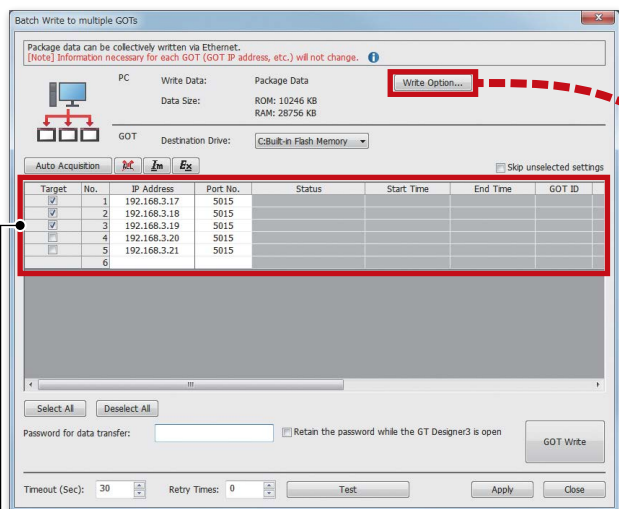 Batch Write to multiple GOTs
Package data can be collectively written via Ethernet.
[Note] Information necessary for each GOT (GOT IP address, etc.) will not change.
PC Write Data: Package Data Write Option...
Data Size: ROM: 10246 KB
RAM: 28756 KB
GOT Destination Drive: C:Built-in Flash Memory
Auto Acquisition Im Ex Skip unselected settings
Target No. IP Address Port No. Status Start Time End Time GOT ID
1 192.168.3.17 5015
2 192.168.3.18 5015
3 192.168.3.19 5015
4 192.168.3.20 5015
5 192.168.3.21 5015
6
Select All Deselect All
Password for data transfer: Retain the password while the GT Designer3 is open
GOT Write
Timeout (Sec): 30 Retry Times: 0 Test Apply Close